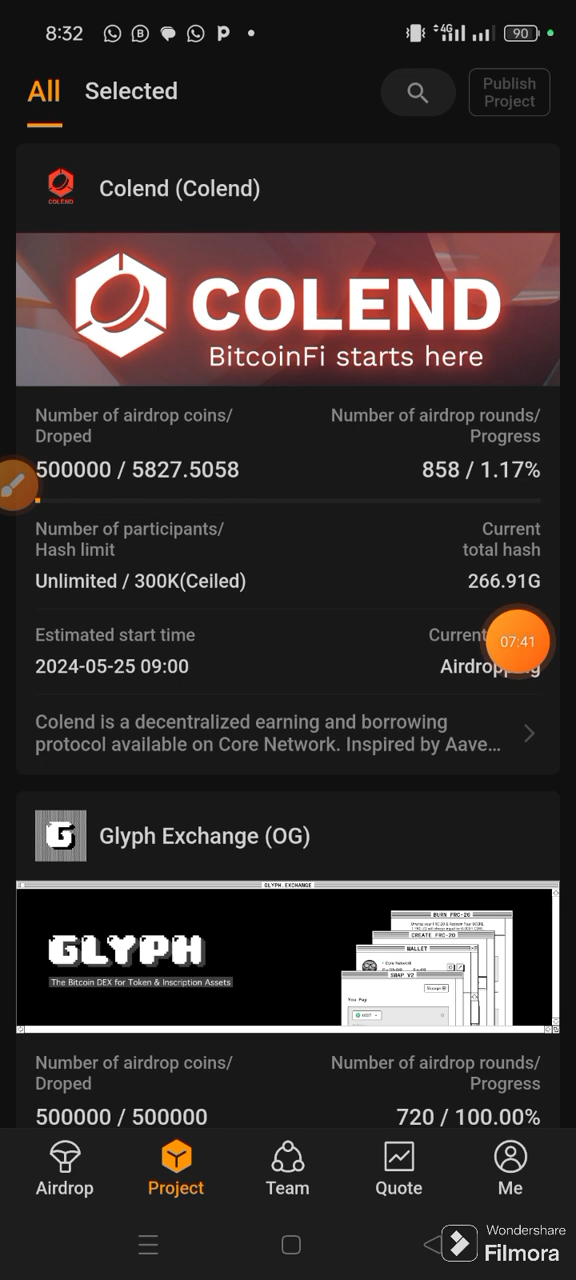 8:32
4G
90
All
Selected
Publish
Project
COLEND
Colend (Colend)
COLEND
BitcoinFi starts here
Number of airdrop coins/
Droped
Number of airdrop rounds/
Progress
500000 / 5827.5058
858 / 1.17%
Number of participants/
Hash limit
Current
total hash
Unlimited / 300K(Ceiled)
266.91G
Estimated start time
Current
07:41
2024-05-25 09:00
Airdropping
Colend is a decentralized earning and borrowing
protocol available on Core Network. Inspired by Aave...
G
Glyph Exchange (OG)
GLYPH.EXCHANGE
GLYPH
The Bitcoin DEX for Token & Inscription Assets
BURN FRC-20
CREATE FRC-20
WALLET
SWAP V2
You Pay
Number of airdrop coins/
Droped
Number of airdrop rounds/
Progress
500000 / 500000
720 / 100.00%
Airdrop
Project
Team
Quote
Me
Wondershare
Filmora